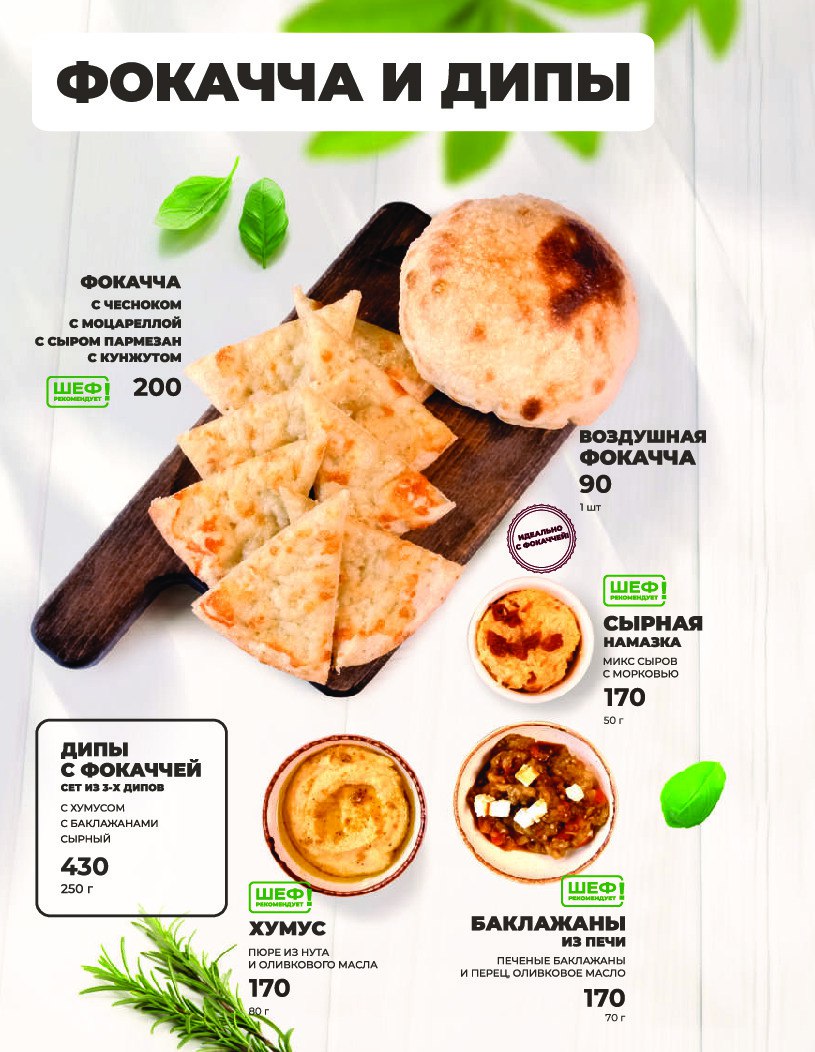 ФОКАЧЧА И ДИПЫ
ФОКАЧЧА
С ЧЕСНОКОМ
С МОЦАРЕЛЛОЙ
С СЫРОМ ПАРМЕЗАН
С КУНЖУТОМ
ШЕФ!
РЕКОМЕНДУЕТ
200
ВОЗДУШНАЯ
ФОКАЧЧА
90
1 шт
ИДЕАЛЬНО
С ФОКАЧЧЕЙ!
ШЕФ!
РЕКОМЕНДУЕТ
СЫРНАЯ
НАМАЗКА
МИКС СЫРОВ
С МОРКОВЬЮ
170
50 г
ДИПЫ
С ФОКАЧЧЕЙ
СЕТ ИЗ 3-Х ДИПОВ
С ХУМУСОМ
С БАКЛАЖАНАМИ
СЫРНЫЙ
430
250 г
ШЕФ!
РЕКОМЕНДУЕТ
ХУМУС
ПЮРЕ ИЗ НУТА
И ОЛИВКОВОГО МАСЛА
170
80 г
ШЕФ!
РЕКОМЕНДУЕТ
БАКЛАЖАНЫ
ИЗ ПЕЧИ
ПЕЧЕНЫЕ БАКЛАЖАНЫ
И ПЕРЕЦ, ОЛИВКОВОЕ МАСЛО
170
70 г